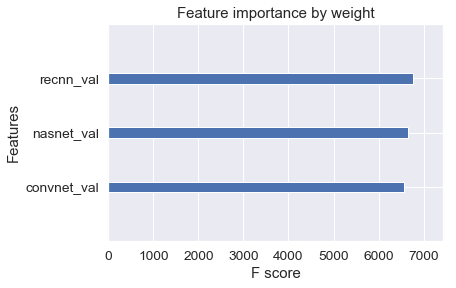 Feature importance by weight
Features
recnn_val
nasnet_val
convnet_val
0 1000 2000 3000 4000 5000 6000 7000
F score